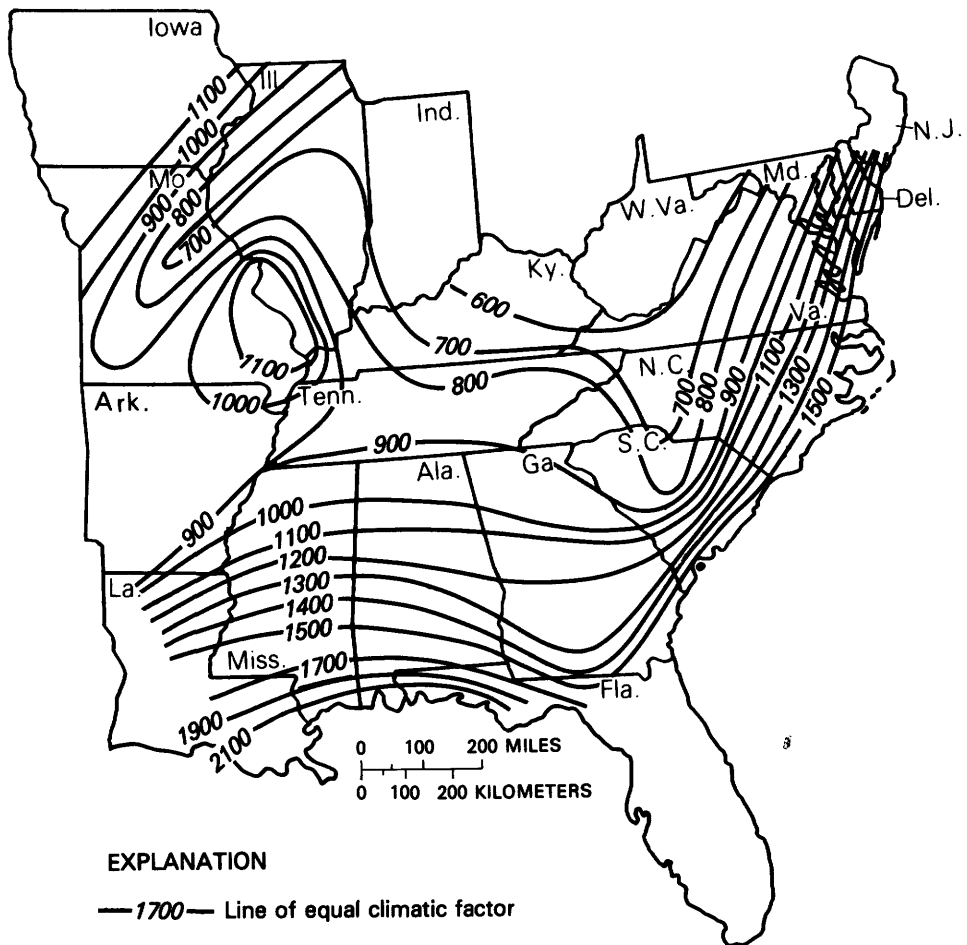 Iowa
Ill
Ind.
N.J.
Md.
W.Va.
Del.
Mo
Ky.
Va.
N.C.
Ark.
Tenn.
S.C.
Ala.
Ga
La.
Miss.
Fla.
1100
1000
900
800
700
600
700
800
1100
1000
700
800
900
1100
1300
1500
900
900
1000
1100
1200
1300
1400
1500
1700
1900
2100
0 100 200 MILES
0 100 200 KILOMETERS
EXPLANATION
1700 Line of equal climatic factor